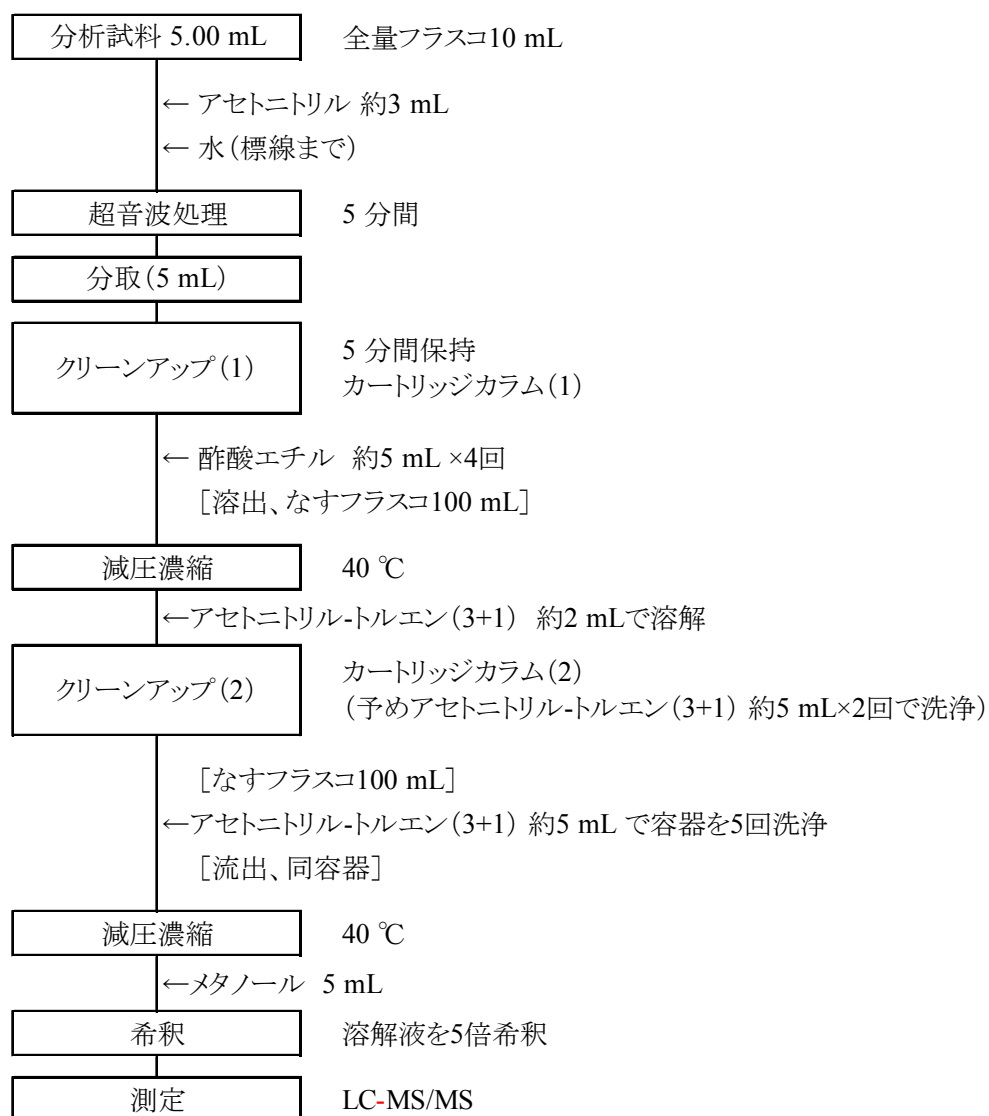 分析試料 5.00 mL 全量フラスコ10 mL
← アセトニトリル 約3 mL
← 水（標線まで）
超音波処理 5 分間
分取（5 mL）
5 分間保持
クリーンアップ（1）
カートリッジカラム（1）
← 酢酸エチル 約5 mL ×4回
［溶出、なすフラスコ100 mL］
減圧濃縮 40 ℃
←アセトニトリル-トルエン（3+1） 約2 mLで溶解
カートリッジカラム（2）
クリーンアップ（2）
（予めアセトニトリル-トルエン（3+1） 約5 mL×2回で洗浄）
［なすフラスコ100 mL］
←アセトニトリル-トルエン（3+1） 約5 mL で容器を5回洗浄
［流出、同容器］
減圧濃縮 40 ℃
←メタノール 5 mL
希釈 溶解液を5倍希釈
測定 LC-MS/MS